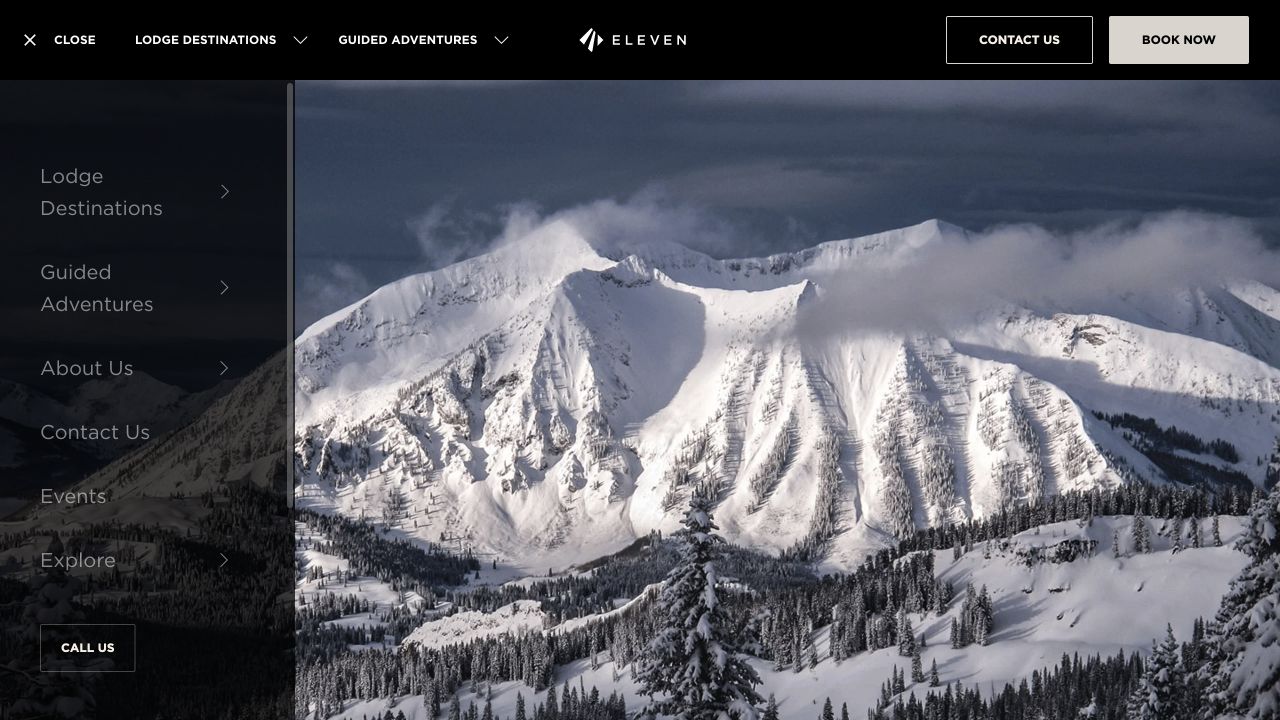 CLOSE
LODGE DESTINATIONS
GUIDED ADVENTURES
ELEVEN
CONTACT US
BOOK NOW
Lodge
Destinations
Guided
Adventures
About Us
Contact Us
Events
Explore
CALL US